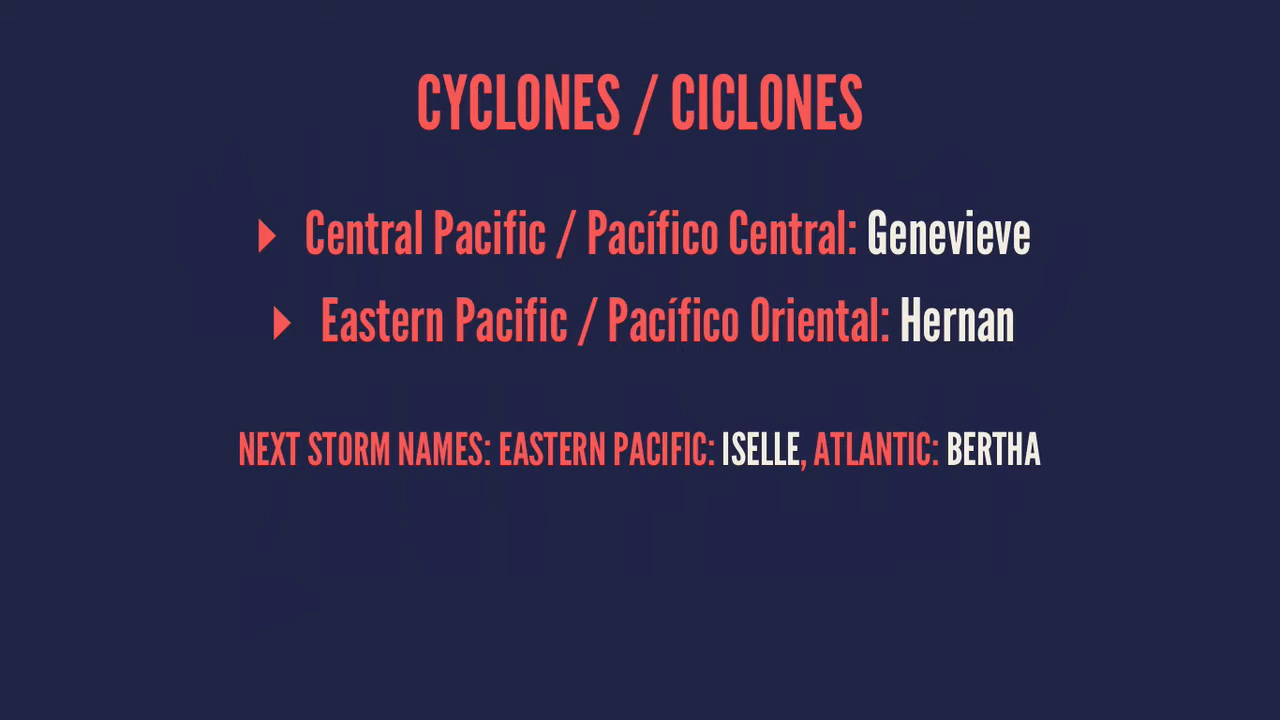 CYCLONES / CICLONES
Central Pacific / Pacífico Central: Genevieve
Eastern Pacific / Pacífico Oriental: Hernan
NEXT STORM NAMES: EASTERN PACIFIC: ISELLE, ATLANTIC: BERTHA